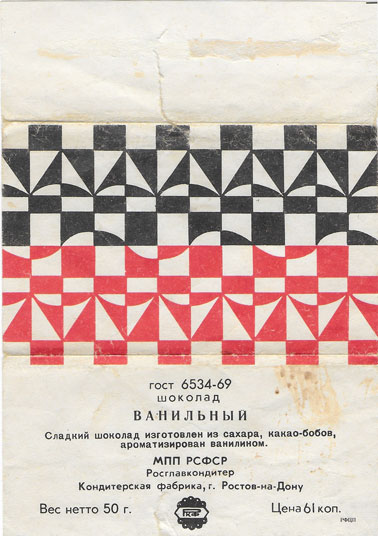 ГОСТ 6534-69
ШОКОЛАД
ВАНИЛЬНЫЙ
Сладкий шоколад изготовлен из сахара, какао-бобов,
ароматизирован ванилином.
МПП РСФСР
Росглавкондитер
Кондитерская фабрика, г. Ростов-на-Дону
Вес нетто 50 г.
Цена 61 коп.